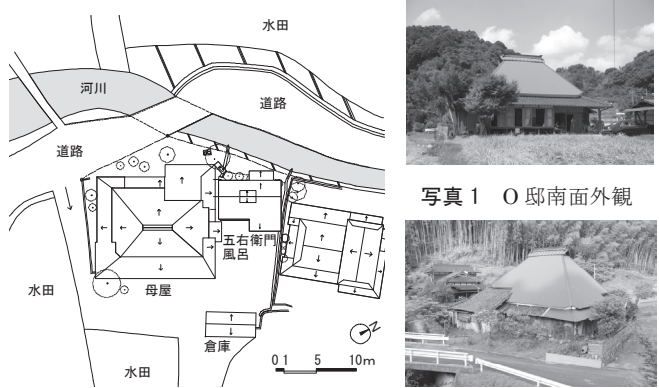 水田
河川
道路
道路
五右衛門
風呂
水田
母屋
倉庫
水田
0 1 5 10m
N
写真1 O邸南面外観